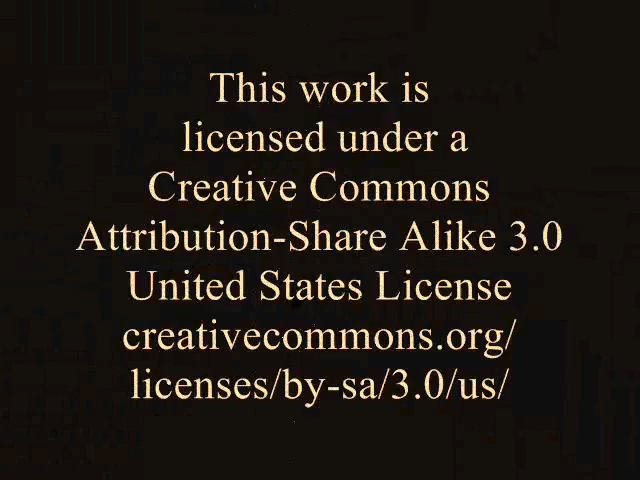 This work is
licensed under a
Creative Commons
Attribution-Share Alike 3.0
United States License
creativecommons.org/
licenses/by-sa/3.0/us/